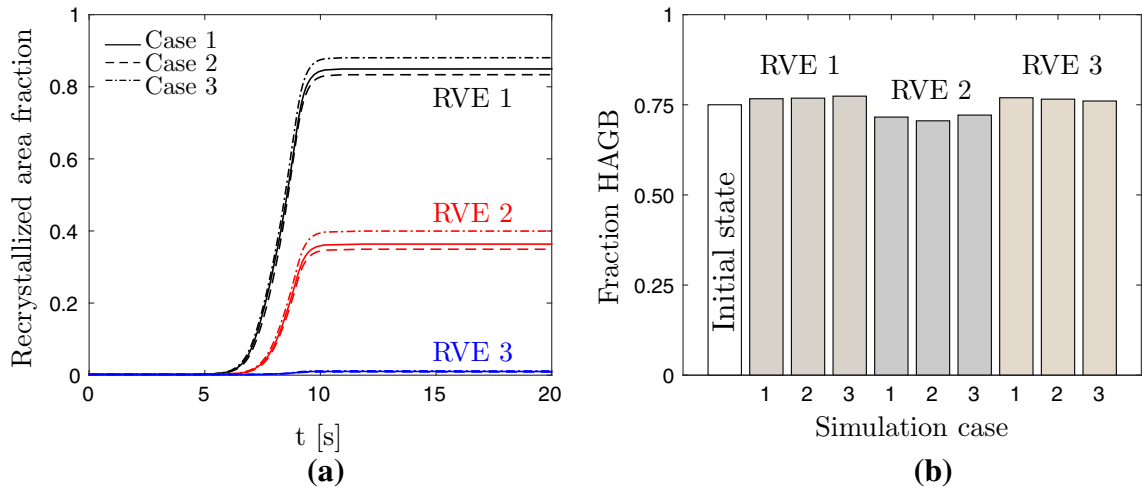 Recrystallized area fraction
1
0.8
0.6
0.4
0.2
0
0
5
10
15
20
t [s]
Case 1
Case 2
Case 3
RVE 1
RVE 2
RVE 3
(a)
Fraction HAGB
1
0.75
0.5
0.25
0
Initial state
RVE 1
RVE 2
RVE 3
1 2 3 1 2 3 1 2 3
Simulation case
(b)